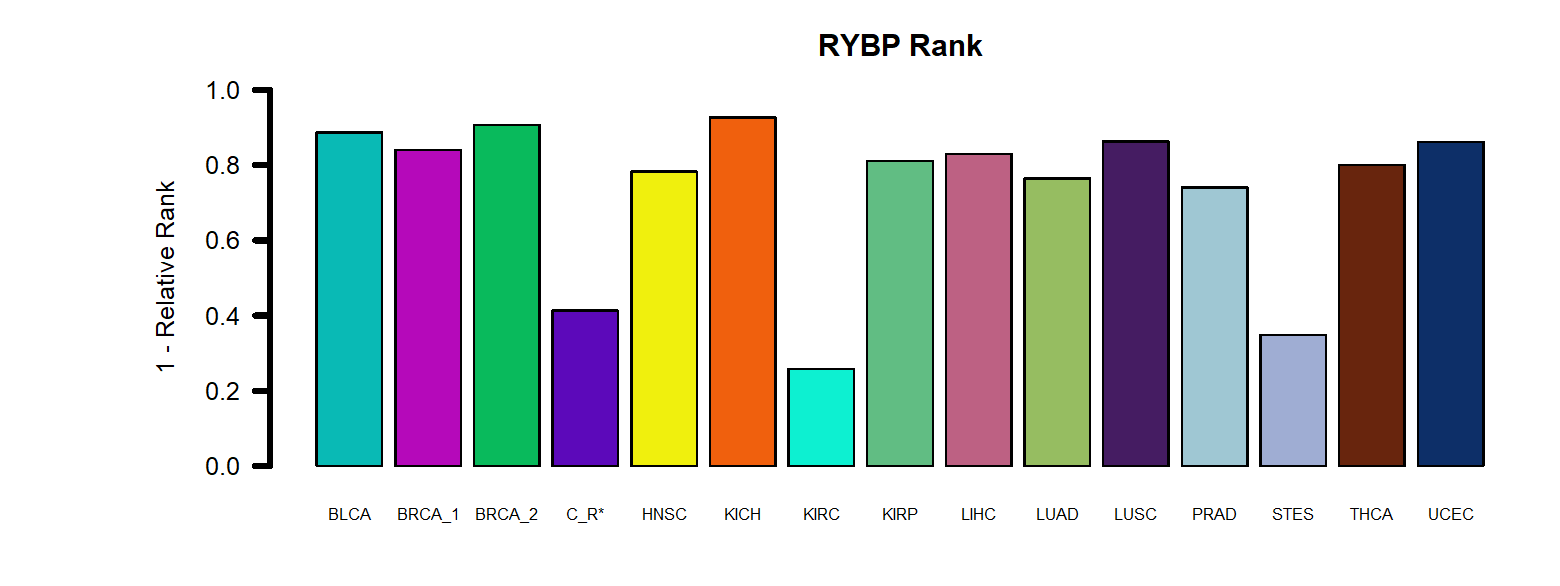 RYBP Rank
1 - Relative Rank
1.0
0.8
0.6
0.4
0.2
0.0
BLCA BRCA_1 BRCA_2 C_R* HNSC KICH KIRC KIRP LIHC LUAD LUSC PRAD STES THCA UCEC